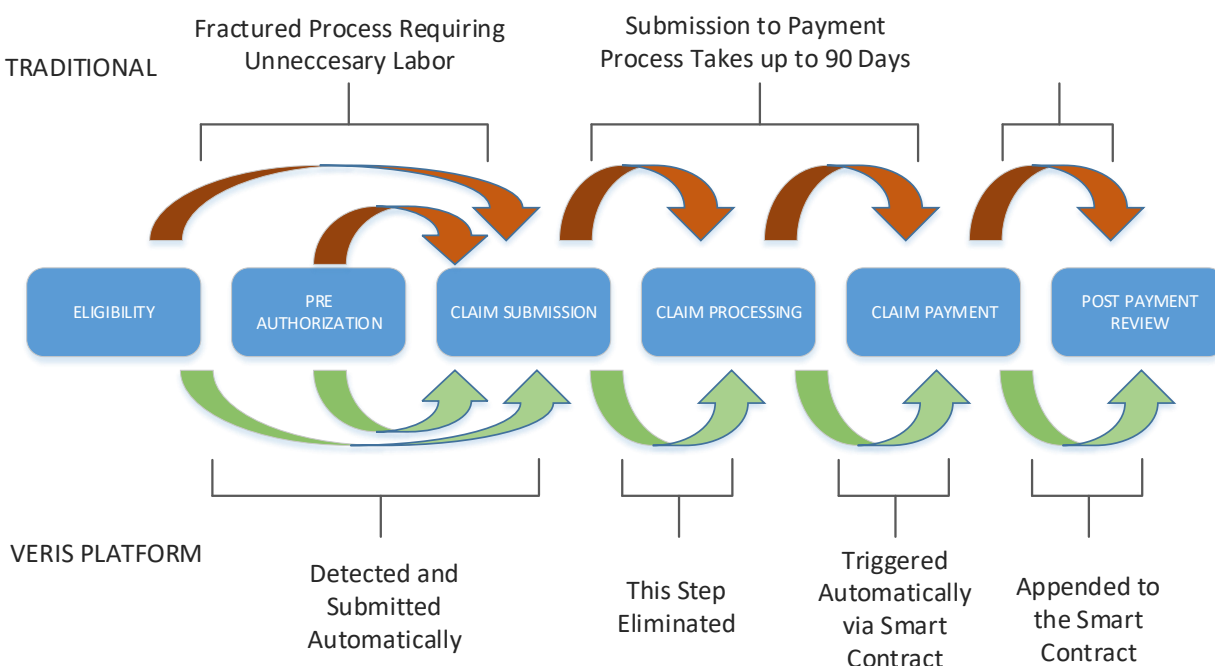 Fractured Process Requiring
Unneccesary Labor
Submission to Payment
Process Takes up to 90 Days
TRADITIONAL
ELIGIBILITY
PRE
AUTHORIZATION
CLAIM SUBMISSION
CLAIM PROCESSING
CLAIM PAYMENT
POST PAYMENT
REVIEW
VERIS PLATFORM
Detected and
Submitted
Automatically
This Step
Eliminated
Triggered
Automatically
via Smart
Contract
Appended to
the Smart
Contract